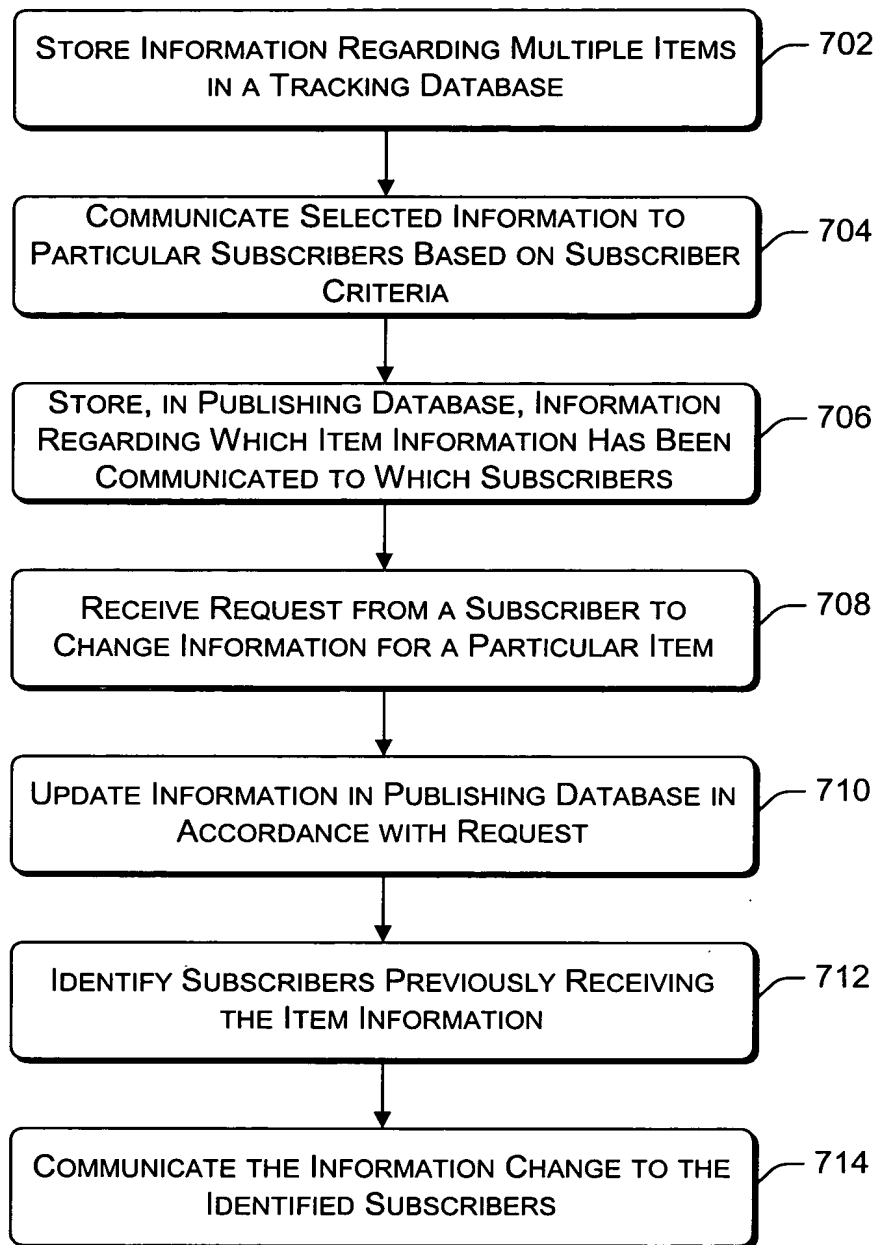 STORE INFORMATION REGARDING MULTIPLE ITEMS
IN A TRACKING DATABASE
702
COMMUNICATE SELECTED INFORMATION TO
PARTICULAR SUBSCRIBERS BASED ON SUBSCRIBER
CRITERIA
704
STORE, IN PUBLISHING DATABASE, INFORMATION
REGARDING WHICH ITEM INFORMATION HAS BEEN
COMMUNICATED TO WHICH SUBSCRIBERS
706
RECEIVE REQUEST FROM A SUBSCRIBER TO
CHANGE INFORMATION FOR A PARTICULAR ITEM
708
UPDATE INFORMATION IN PUBLISHING DATABASE IN
ACCORDANCE WITH REQUEST
710
IDENTIFY SUBSCRIBERS PREVIOUSLY RECEIVING
THE ITEM INFORMATION
712
COMMUNICATE THE INFORMATION CHANGE TO THE
IDENTIFIED SUBSCRIBERS
714